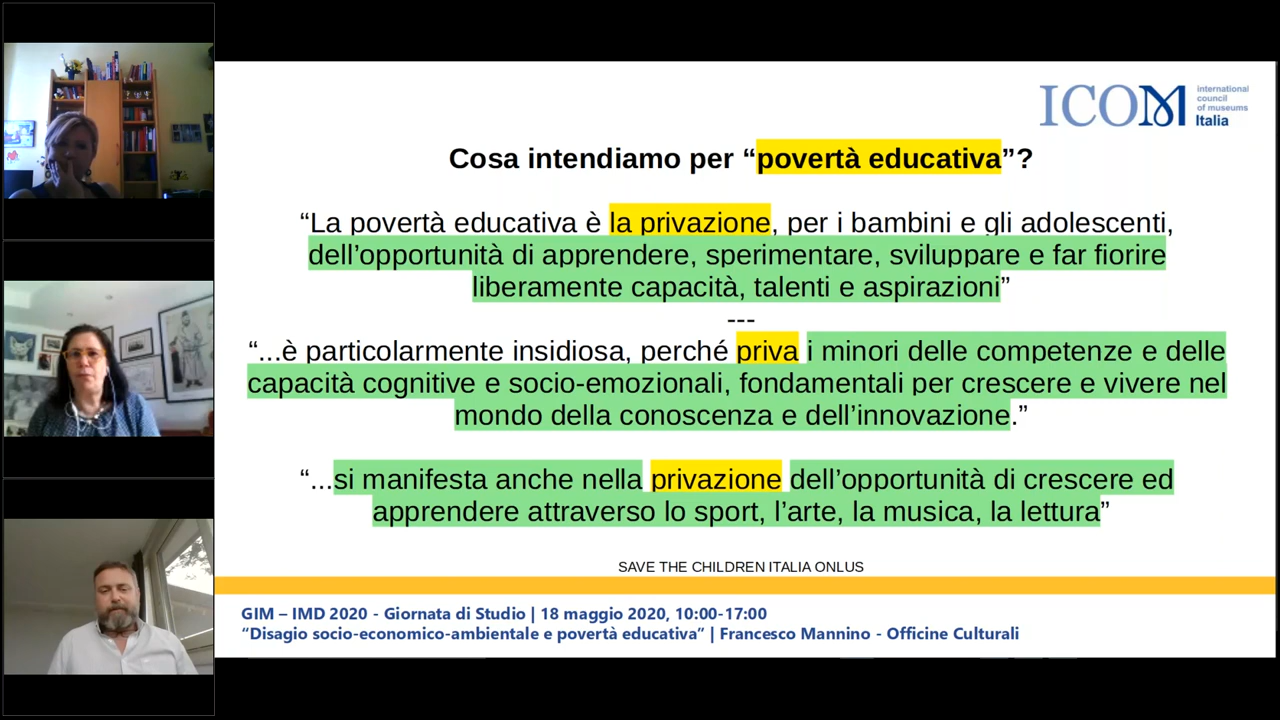 ICOM international
council
of museums
Italia
Cosa intendiamo per “povertà educativa”?
“La povertà educativa è la privazione, per i bambini e gli adolescenti,
dell’opportunità di apprendere, sperimentare, sviluppare e far fiorire
liberamente capacità, talenti e aspirazioni”
---
“...è particolarmente insidiosa, perché priva i minori delle competenze e delle
capacità cognitive e socio-emozionali, fondamentali per crescere e vivere nel
mondo della conoscenza e dell’innovazione.”
“...si manifesta anche nella privazione dell’opportunità di crescere ed
apprendere attraverso lo sport, l’arte, la musica, la lettura”
SAVE THE CHILDREN ITALIA ONLUS
GIM – IMD 2020 - Giornata di Studio | 18 maggio 2020, 10:00-17:00
“Disagio socio-economico-ambientale e povertà educativa” | Francesco Mannino - Officine Culturali